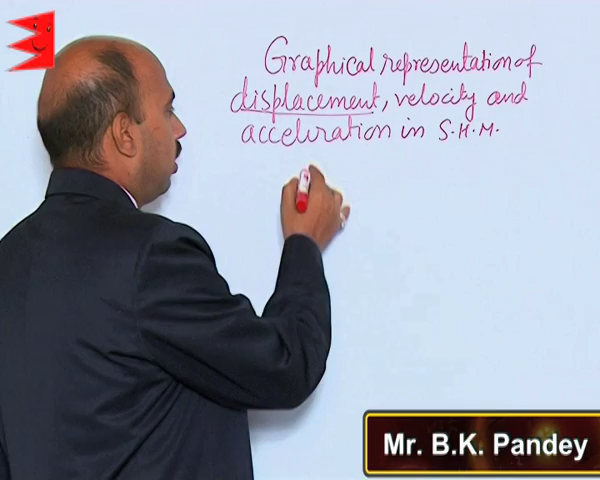 Graphical representation of
displacement, velocity and
acceleration in S.H.M.
Mr. B.K. Pandey